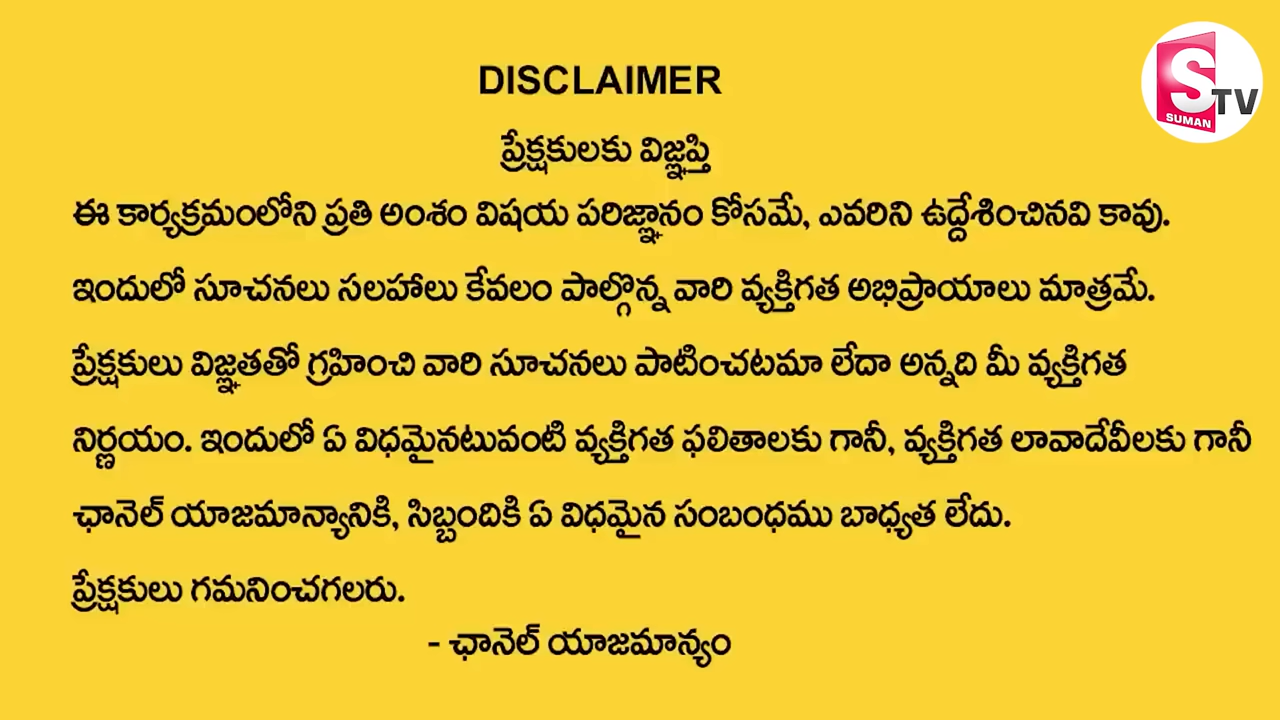 DISCLAIMER
S TV
SUMAN
ప్రేక్షకులకు విజ్ఞప్తి
ఈ కార్యక్రమంలోని ప్రతి అంశం విషయ పరిజ్ఞానం కోసమే, ఎవరిని ఉద్దేశించినవి కావు.
ఇందులో సూచనలు సలహాలు కేవలం పాల్గొన్న వారి వ్యక్తిగత అభిప్రాయాలు మాత్రమే.
ప్రేక్షకులు విజ్ఞతతో గ్రహించి వారి సూచనలు పాటించటమా లేదా అన్నది మీ వ్యక్తిగత
నిర్ణయం. ఇందులో ఏ విధమైనటువంటి వ్యక్తిగత ఫలితాలకు గానీ, వ్యక్తిగత లావాదేవీలకు గానీ
ఛానెల్ యాజమాన్యానికి, సిబ్బందికి ఏ విధమైన సంబంధము బాధ్యత లేదు.
ప్రేక్షకులు గమనించగలరు.
- ఛానెల్ యాజమాన్యం